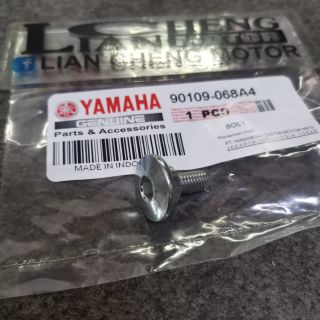 LIAN CHENG MOTOR
YAMAHA
GENUINE
Parts & Accessories
MADE IN INDO
90109-068A4
1 PCS
BOLT